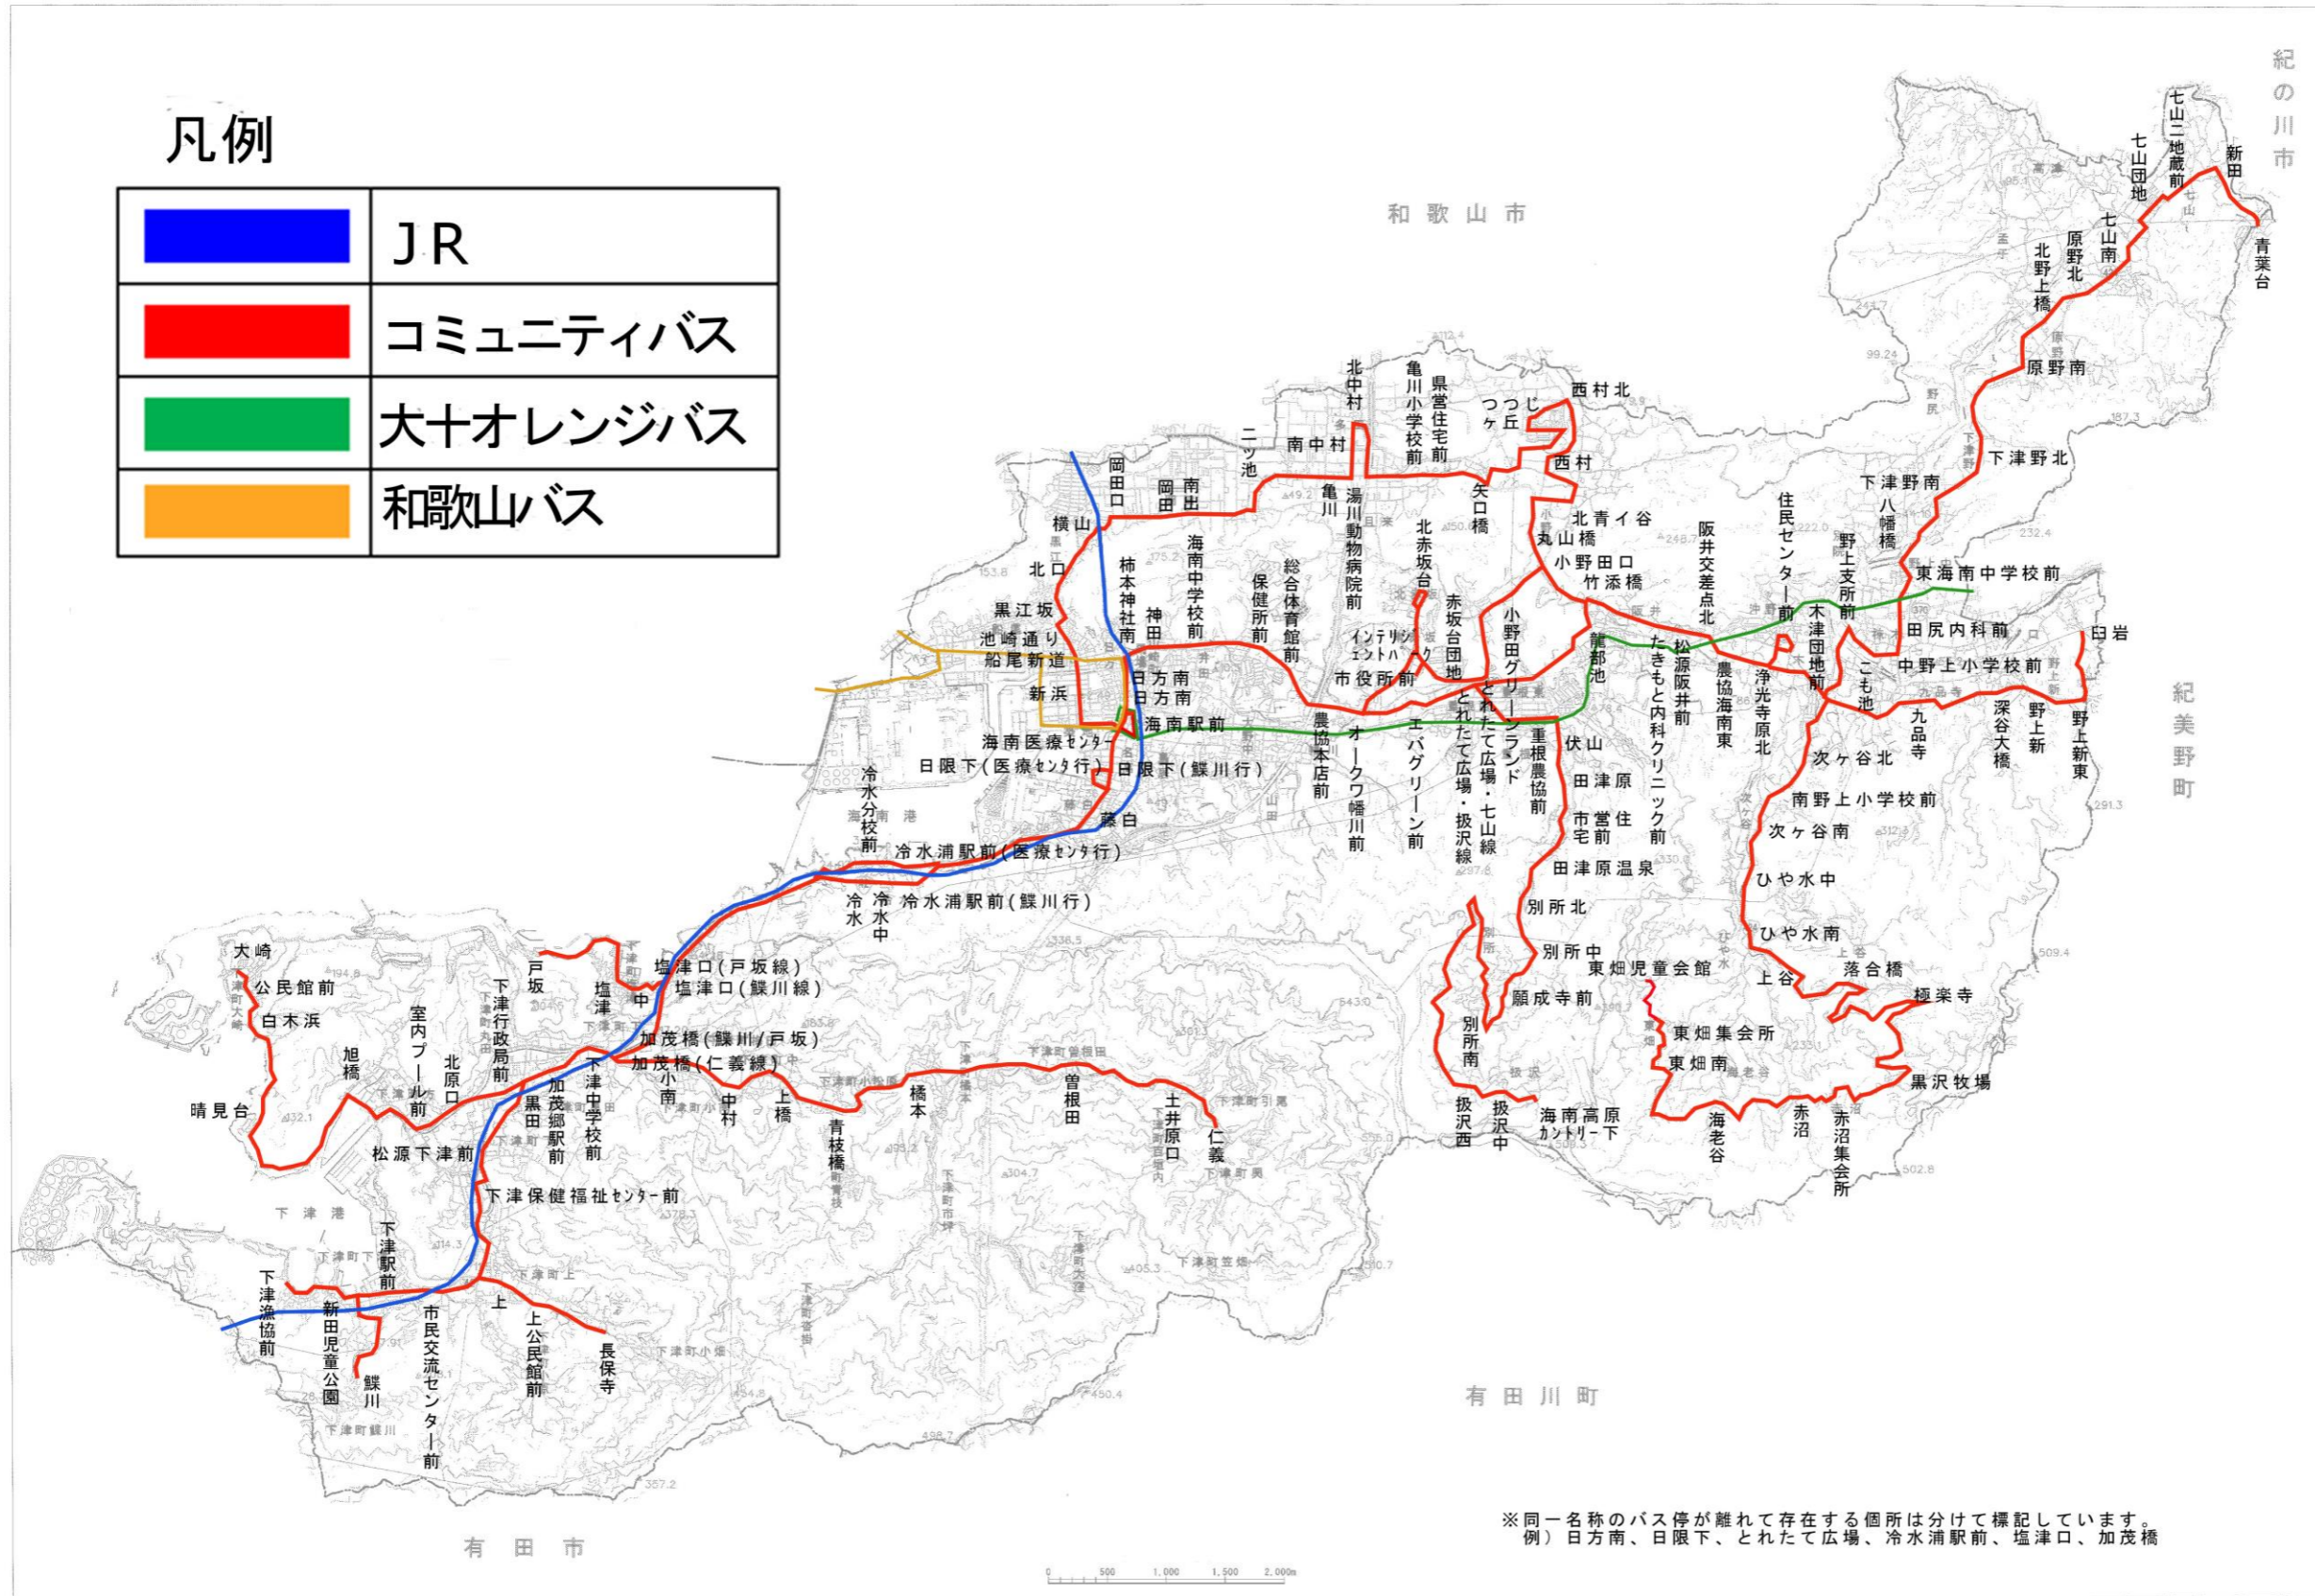 凡例
JR
コミュニティバス
大十オレンジバス
和歌山バス
紀の川市
和歌山市
紀美野町
有田川町
有田市
海南港
下津港
七山二地蔵前
七山団地
新田
青葉台
七山南
原野北
北野上橋
原野南
下津野北
下津野南
八幡橋
東海南中学校前
野上支所前
住民センター前
田尻内科前
中野上小学校前
臼岩
野上新東
野上新
深谷大橋
九品寺
こも池
木津団地前
浄光寺原北
農協海南東
阪井交差点北
松源阪井前
たきもと内科クリニック前
龍部池
竹添橋
小野田口
丸山橋
北青イ谷
西村
西村北
つつじヶ丘
矢口橋
県営住宅前
亀川小学校前
北中村
南中村
亀川
湯川動物病院前
二ッ池
南出
岡田
岡田口
横山
北口
黒江坂
池崎通り
船尾新道
新浜
柿本神社南
神田
海南中学校前
保健所前
総合体育館前
北赤坂台
インテリジェントパーク
市役所前
赤坂台団地
小野田グリーンランド
とれたて広場・七山線
とれたて広場・扱沢線
エバグリーン前
オークワ幡川前
農協本店前
日方南
日方南
海南駅前
海南医療センター
日限下(医療センタ行)
日限下(鰈川行)
藤白
冷水分校前
冷水浦駅前(医療センタ行)
冷水浦駅前(鰈川行)
冷水
冷水中
重根農協前
伏山
田津原
市営住宅前
田津原温泉
別所北
別所中
願成寺前
別所南
扱沢西
扱沢中
海南高原カントリー下
次ヶ谷北
南野上小学校前
次ヶ谷南
ひや水中
ひや水南
上谷
落合橋
極楽寺
黒沢牧場
赤沼集会所
赤沼
海老谷
東畑南
東畑集会所
東畑児童会館
塩津口(戸坂線)
塩津口(鰈川線)
戸坂
塩津
中
加茂橋(鰈川/戸坂)
加茂橋(仁義線)
小南
中村
上橋
青枝橋
橘本
曽根田
土井原口
仁義
下津中学校前
加茂郷駅前
黒田
下津行政局前
北原口
室内プール前
松源下津前
旭橋
晴見台
白木浜
公民館前
大崎
下津保健福祉センター前
下津駅前
下津漁協前
新田児童公園
鰈川
市民交流センター前
上
上公民館前
長保寺
※同一名称のバス停が離れて存在する個所は分けて標記しています。
例）日方南、日限下、とれたて広場、冷水浦駅前、塩津口、加茂橋
0 500 1,000 1,500 2,000m